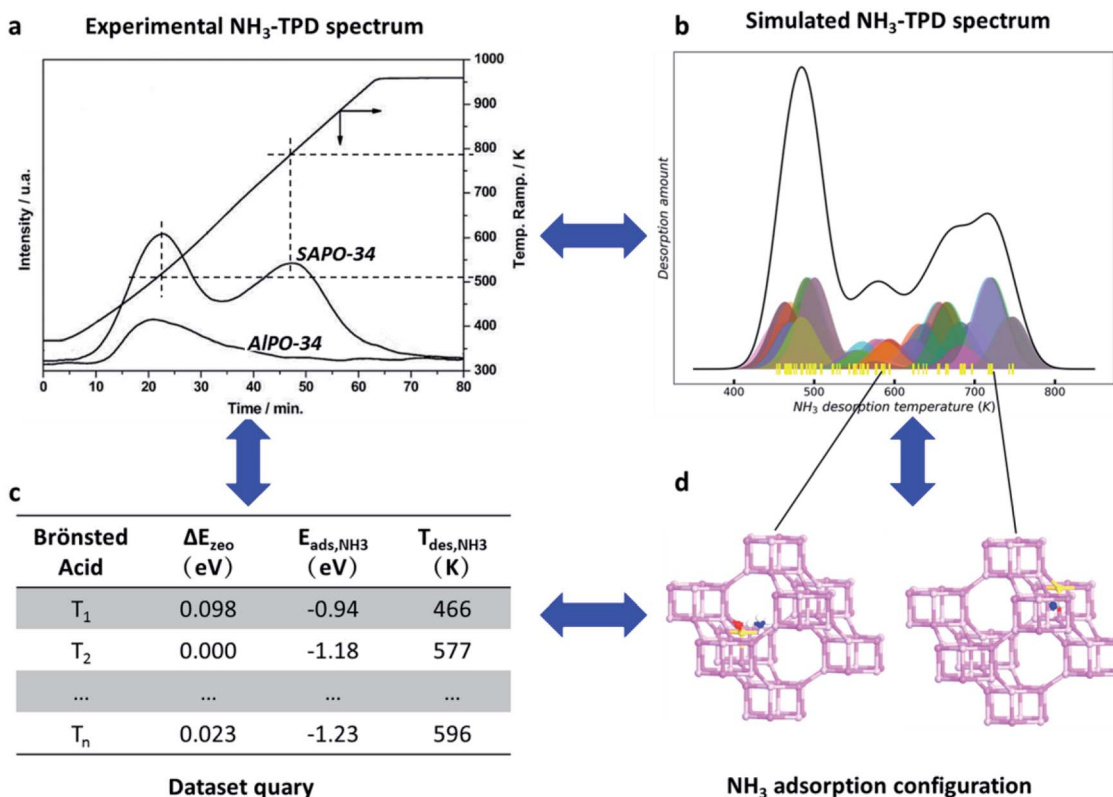 a
Experimental NH₃-TPD spectrum
Intensity / u.a.
1000
900
800
700
600
500
400
300
Temp. Ramp. / K
SAPO-34
AlPO-34
0 10 20 30 40 50 60 70 80
Time / min.
b
Simulated NH₃-TPD spectrum
Desorption amount
400 500 600 700 800
NH₃ desorption temperature (K)
c
Brönsted Acid ΔE_zeo (eV) E_ads,NH3 (eV) T_des,NH3 (K)
T₁ 0.098 -0.94 466
T₂ 0.000 -1.18 577
... ... ... ...
Tₙ 0.023 -1.23 596
Dataset quary
d
NH₃ adsorption configuration